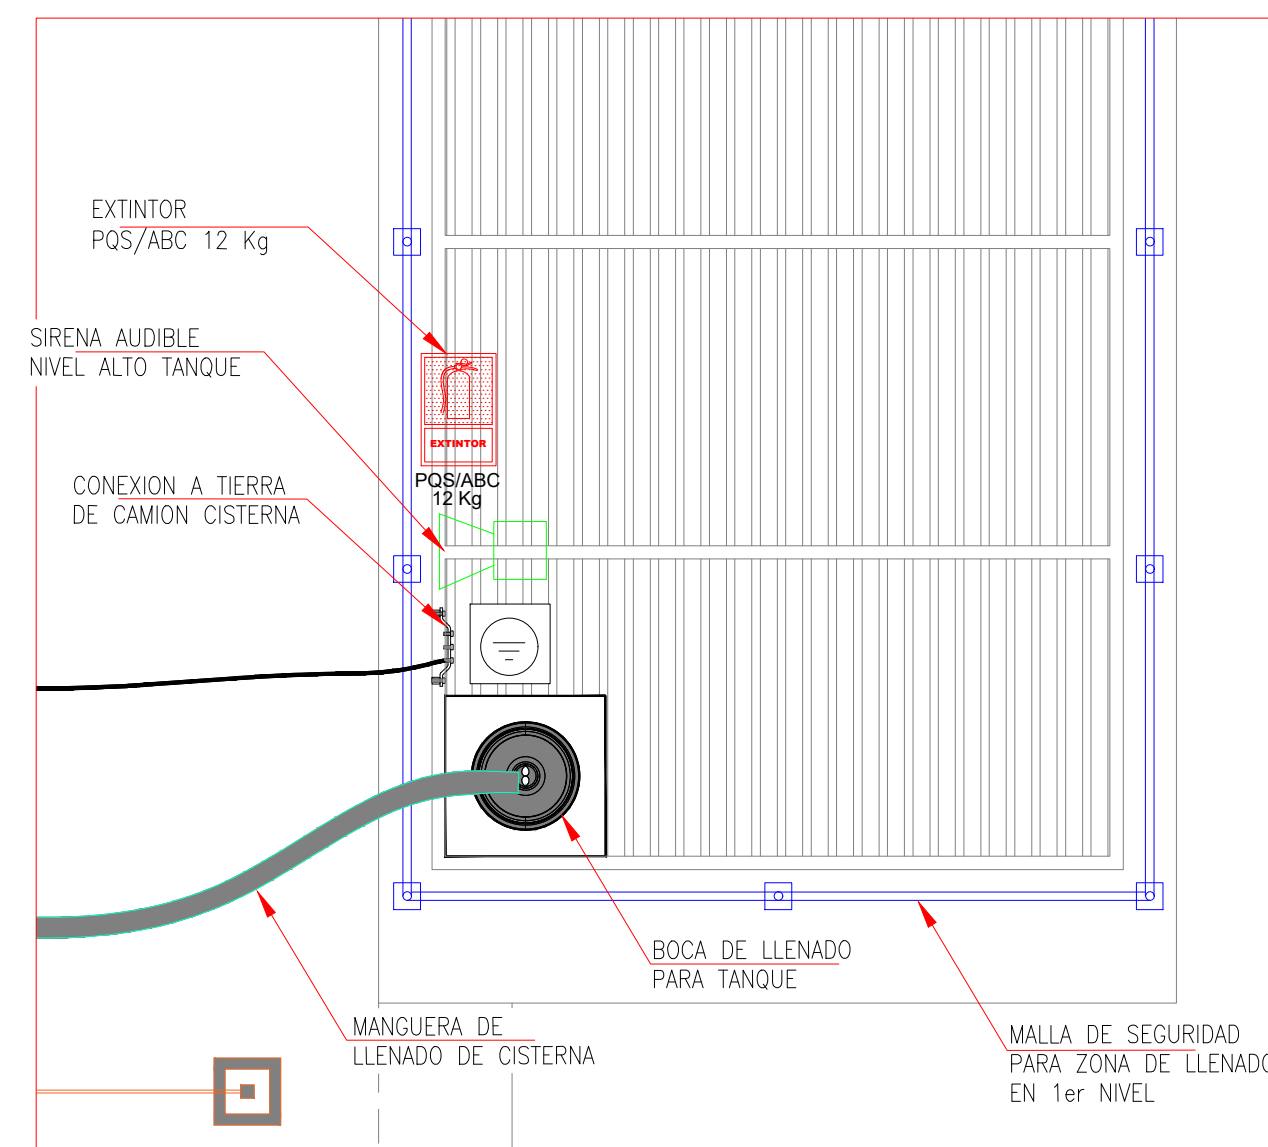 EXTINTOR
PQS/ABC 12 Kg
SIRENA AUDIBLE
NIVEL ALTO TANQUE
EXTINTOR
PQS/ABC
12 Kg
CONEXION A TIERRA
DE CAMION CISTERNA
BOCA DE LLENADO
PARA TANQUE
MANGUERA DE
LLENADO DE CISTERNA
MALLA DE SEGURIDAD
PARA ZONA DE LLENADO
EN 1er NIVEL